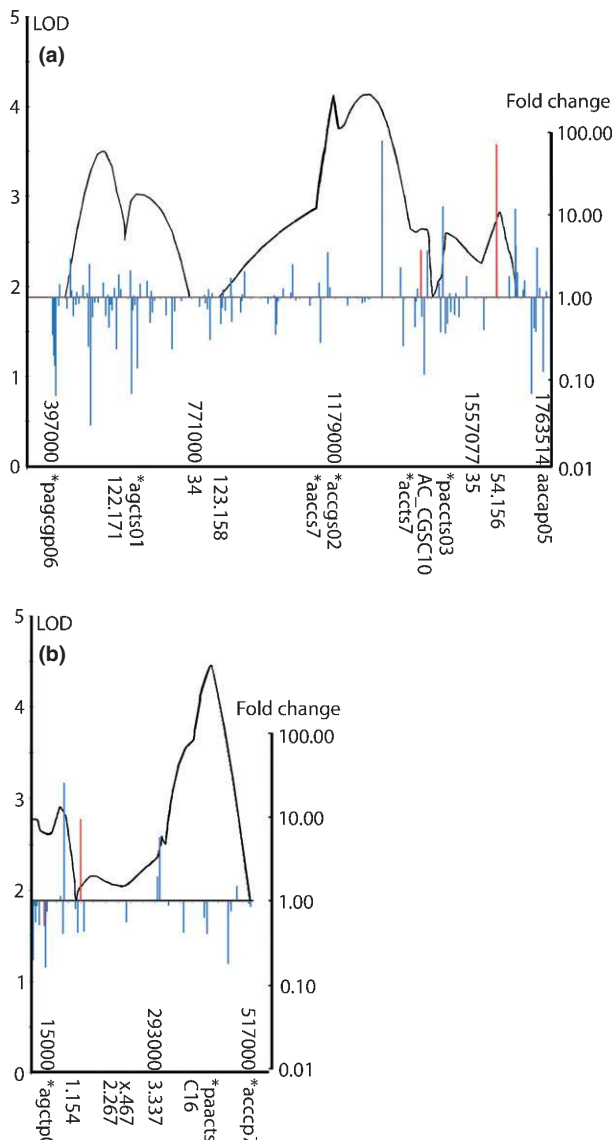 5
LOD
(a)
4
3
2
1
0
Fold change
100.00
10.00
1.00
0.10
0.01
397000
771000
1179000
1557077
1763514
*pagcgp06
122.171
*agcts01
34
123.158
*aaccs7
*accgs02
*accts7
AC_CGSC10
*paccts03
35
54.156
aacap05
5
LOD
(b)
4
3
2
1
0
Fold change
100.00
10.00
1.00
0.10
0.01
15000
293000
517000
1.154
2.267
X.467
3.337
C16